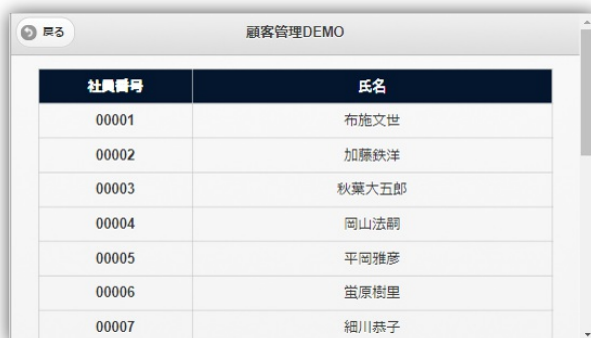 戻る 顧客管理DEMO
社員番号 氏名
00001 布施文世
00002 加藤鉄洋
00003 秋葉大五郎
00004 岡山法嗣
00005 平岡雅彦
00006 蛍原樹里
00007 細川恭子